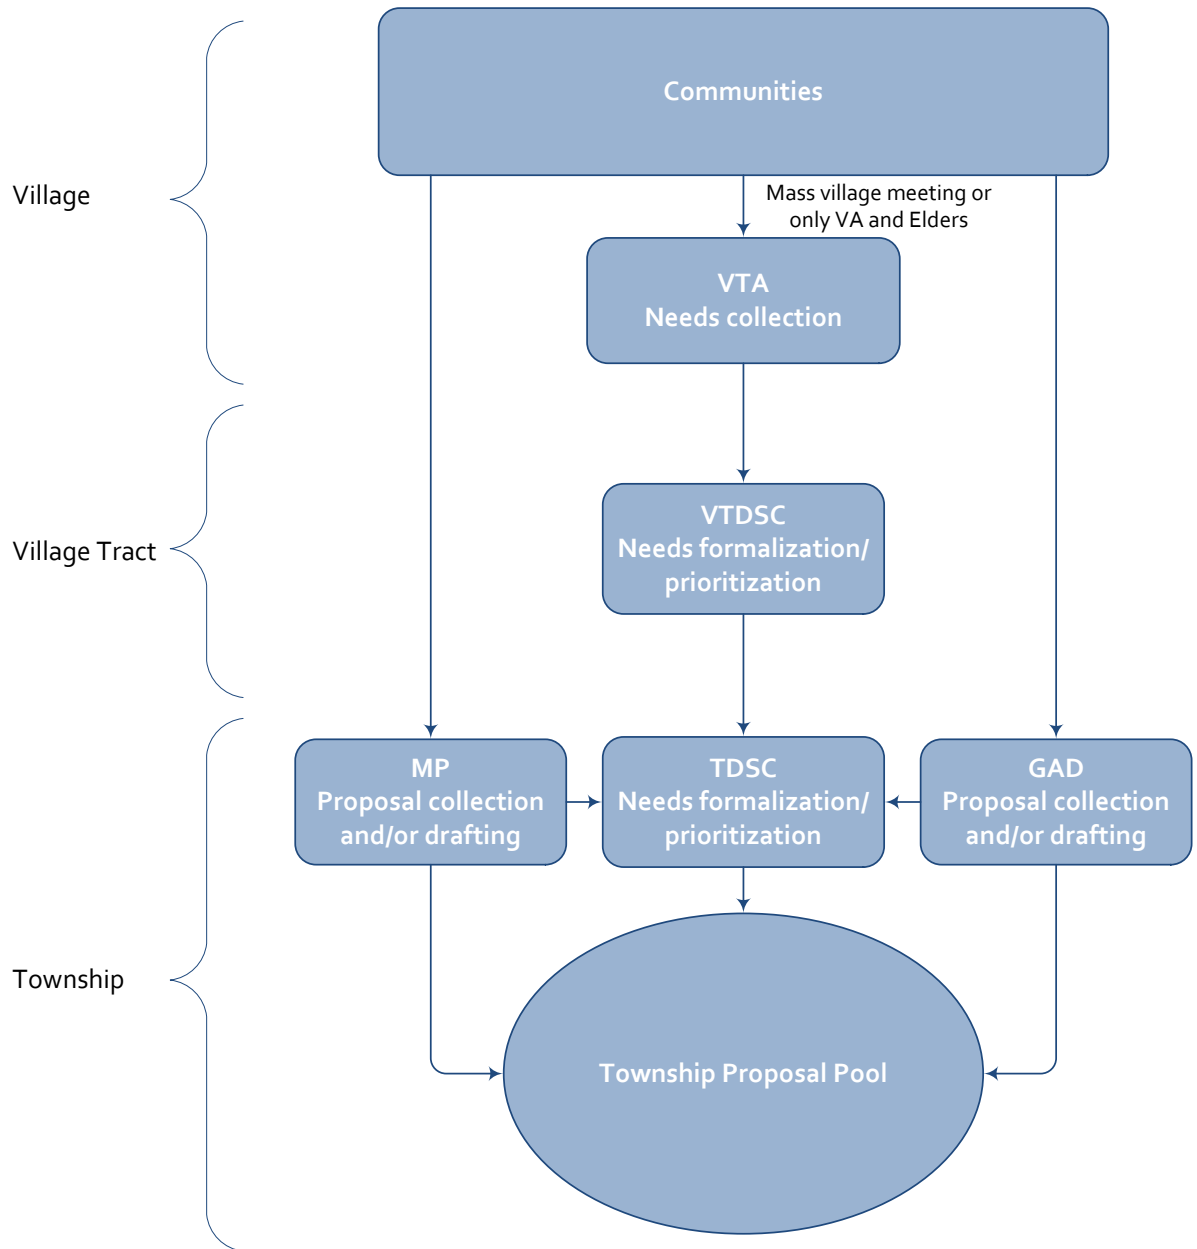 Communities
Village
Mass village meeting or
only VA and Elders
VTA
Needs collection
VTDSC
Needs formalization/
prioritization
Village Tract
MP
Proposal collection
and/or drafting
TDSC
Needs formalization/
prioritization
GAD
Proposal collection
and/or drafting
Township
Township Proposal Pool